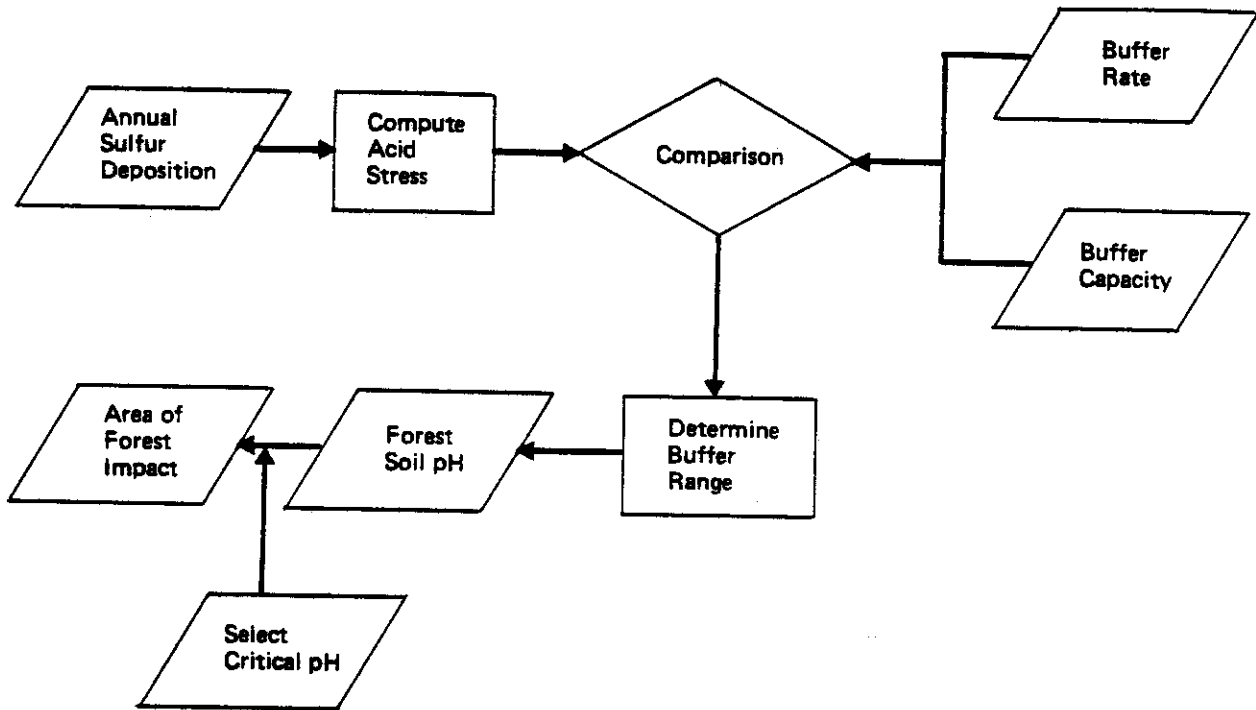 Annual
Sulfur
Deposition
Compute
Acid
Stress
Comparison
Buffer
Rate
Buffer
Capacity
Determine
Buffer
Range
Forest
Soil pH
Area of
Forest
Impact
Select
Critical pH